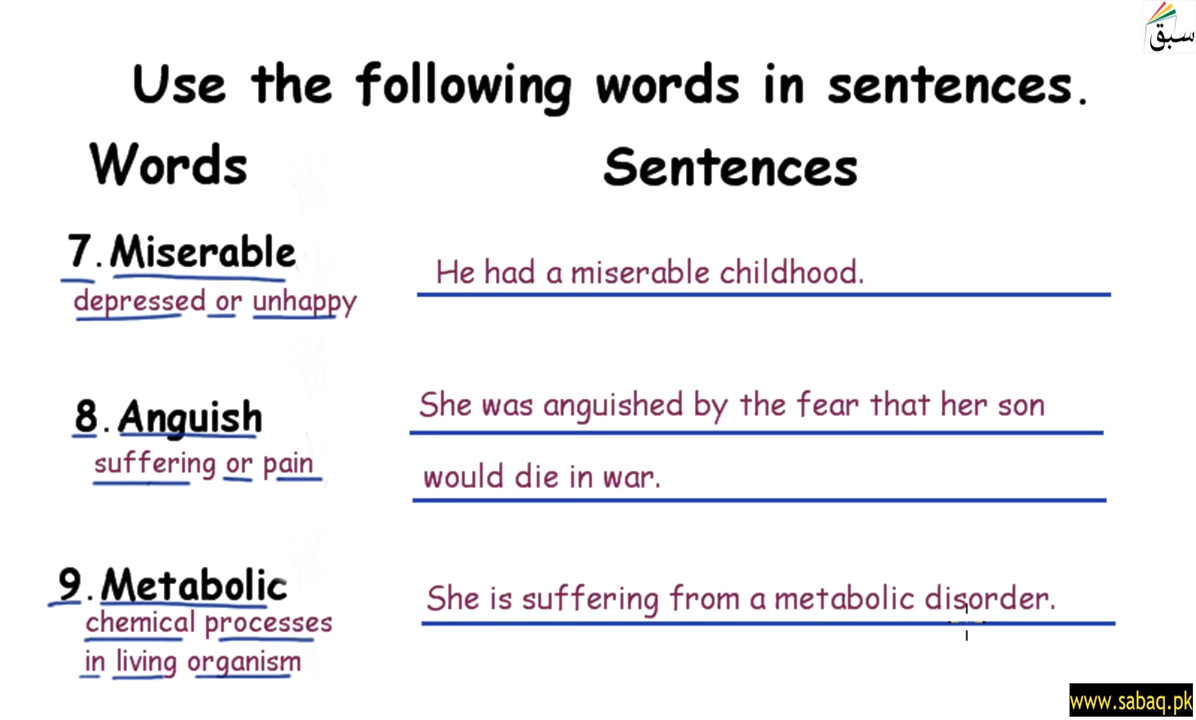 سبق
Use the following words in sentences.
Words Sentences
7. Miserable He had a miserable childhood.
depressed or unhappy
8. Anguish She was anguished by the fear that her son
suffering or pain would die in war.
9. Metabolic She is suffering from a metabolic disorder.
chemical processes
in living organism
www.sabaq.pk